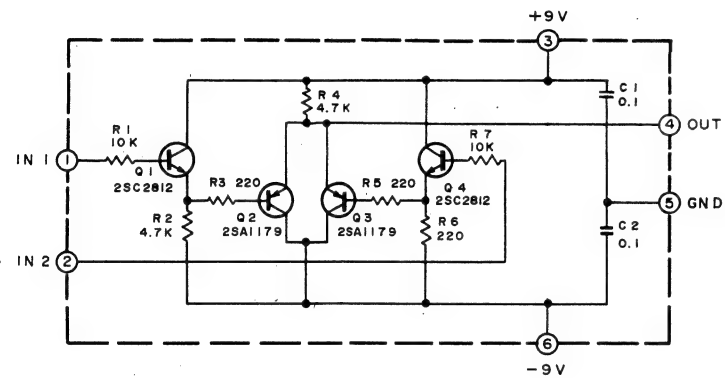 +9V
3
R4
4.7K
C1
0.1
4 OUT
R1
10K
IN 1 1
Q1
2SC2812
R7
10K
R3 220
R5 220
Q4
2SC2812
5 GND
Q2
2SA1179
Q3
2SA1179
R2
4.7K
R6
220
C2
0.1
IN 2 2
6
-9V